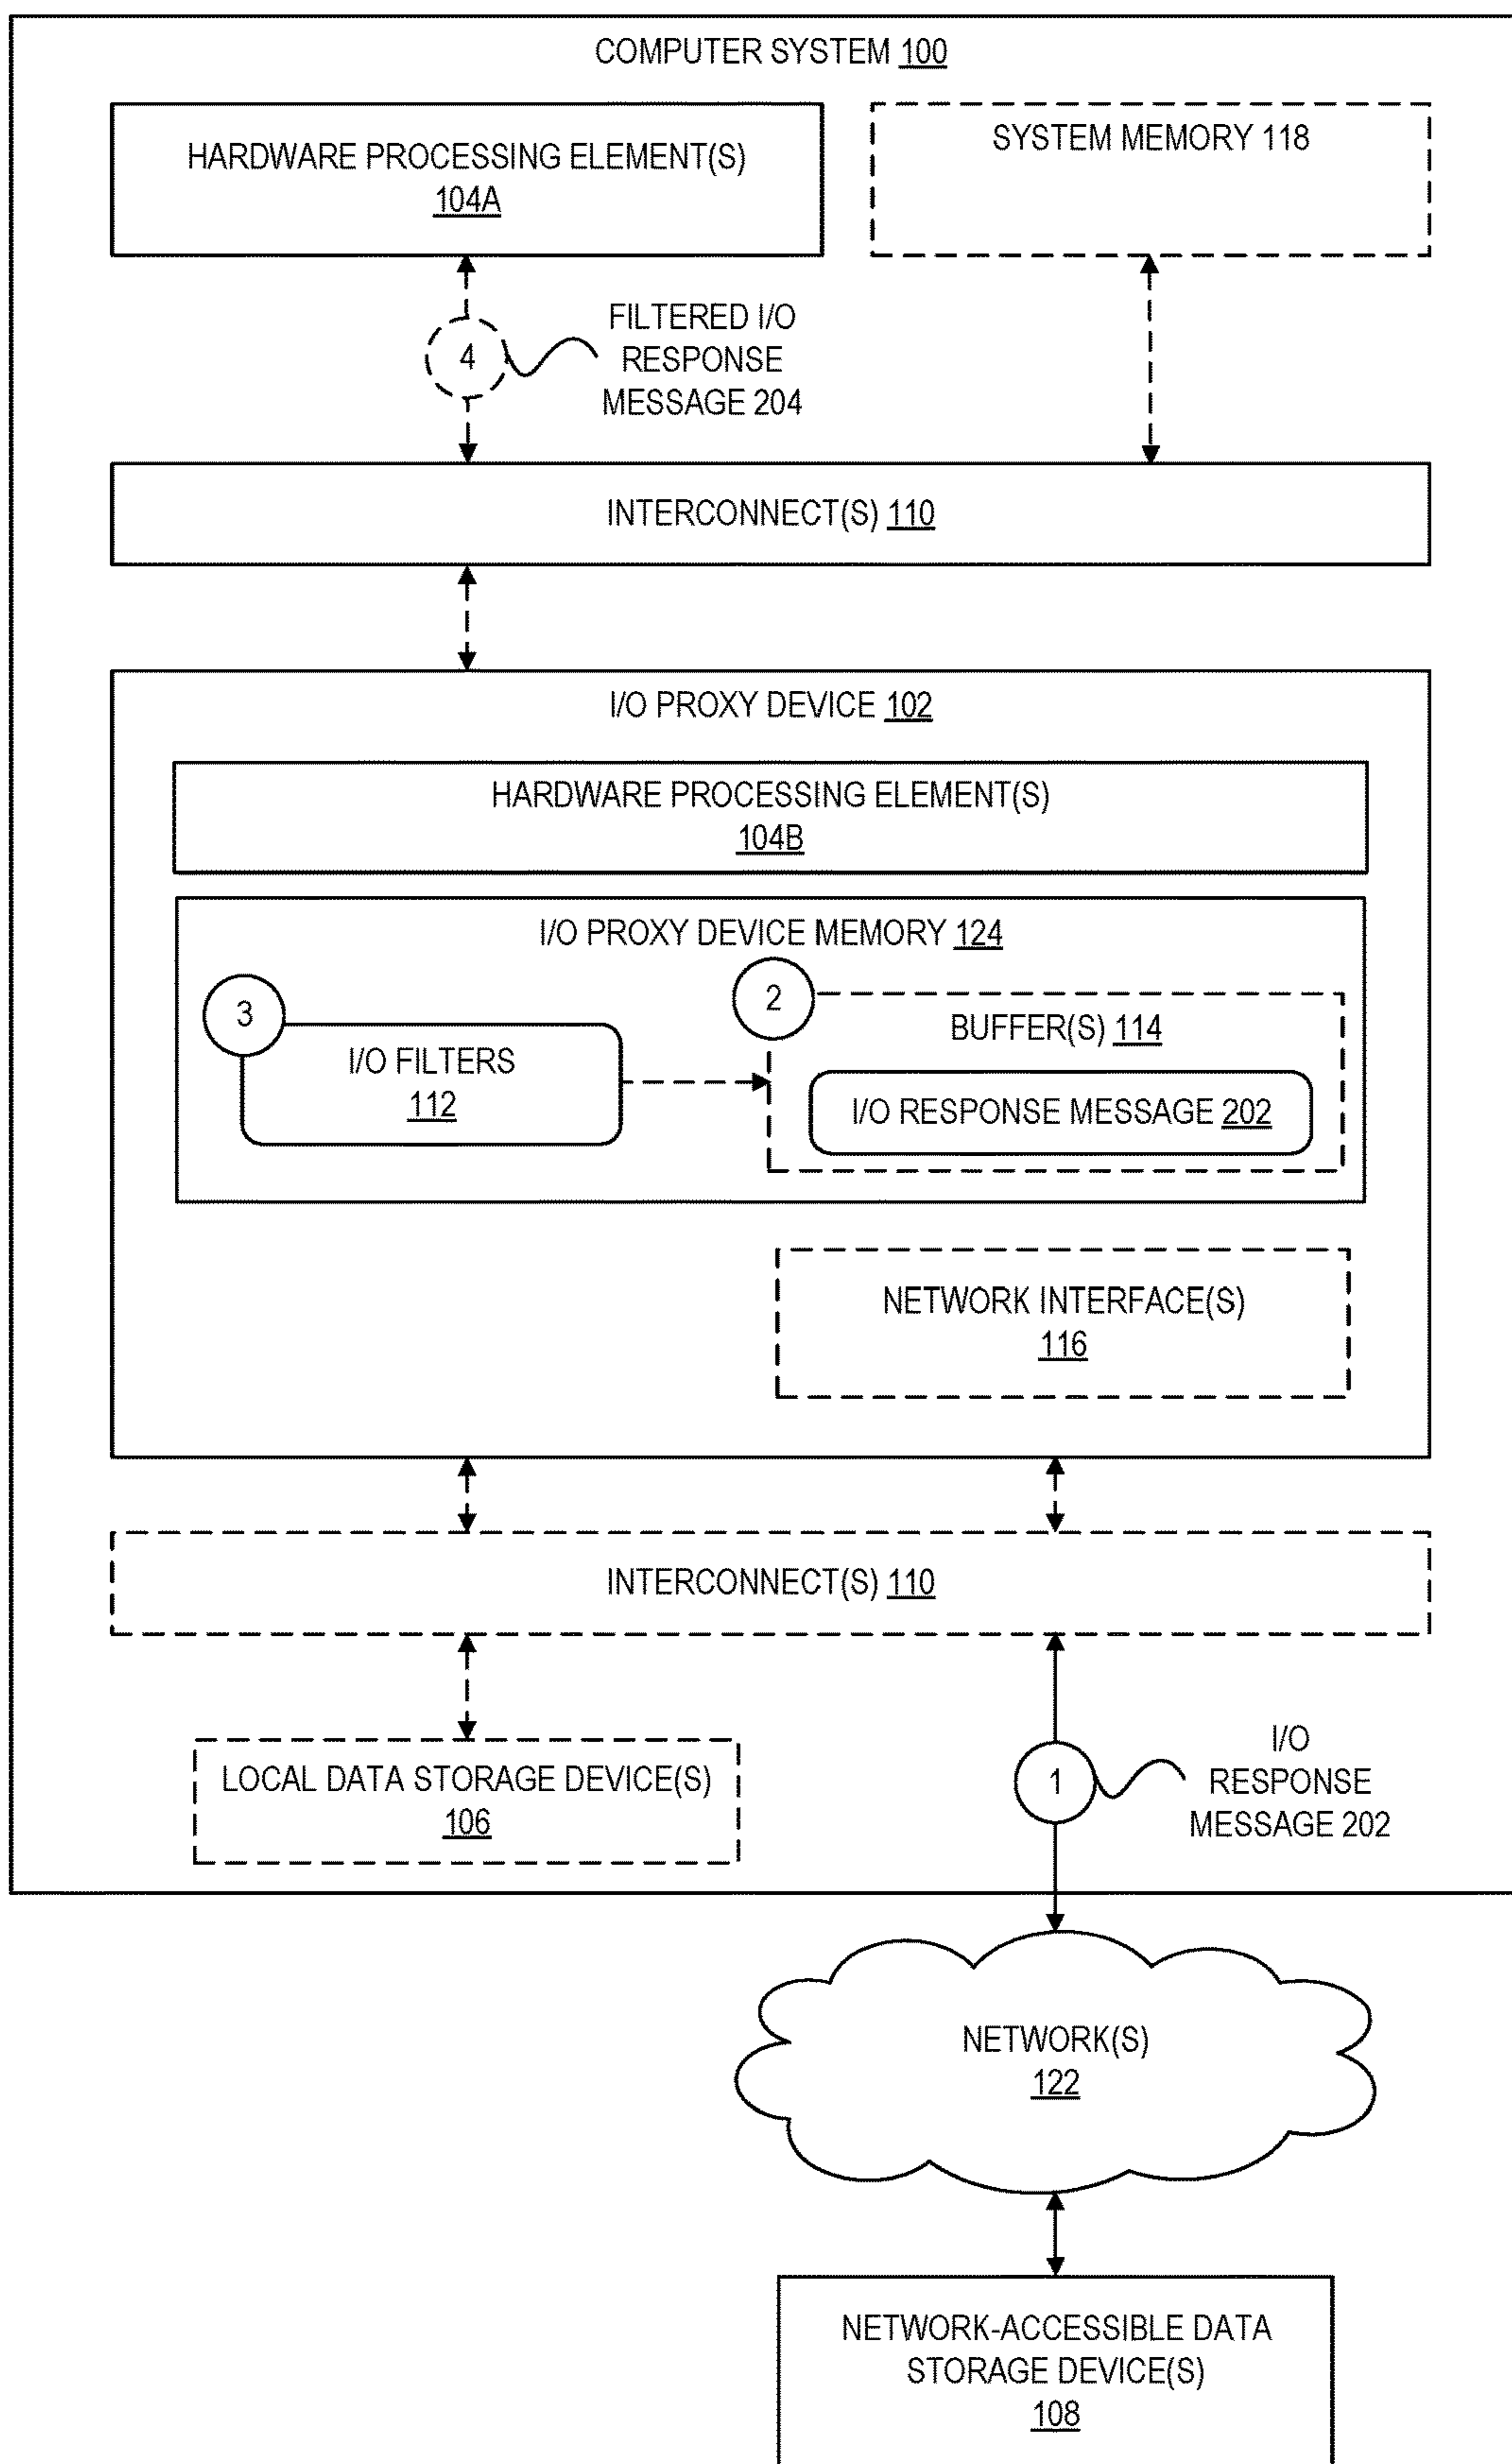 COMPUTER SYSTEM 100
HARDWARE PROCESSING ELEMENT(S)
104A
SYSTEM MEMORY 118
4
FILTERED I/O
RESPONSE
MESSAGE 204
INTERCONNECT(S) 110
I/O PROXY DEVICE 102
HARDWARE PROCESSING ELEMENT(S)
104B
I/O PROXY DEVICE MEMORY 124
3
I/O FILTERS
112
2
BUFFER(S) 114
I/O RESPONSE MESSAGE 202
NETWORK INTERFACE(S)
116
INTERCONNECT(S) 110
LOCAL DATA STORAGE DEVICE(S)
106
1
I/O
RESPONSE
MESSAGE 202
NETWORK(S)
122
NETWORK-ACCESSIBLE DATA
STORAGE DEVICE(S)
108